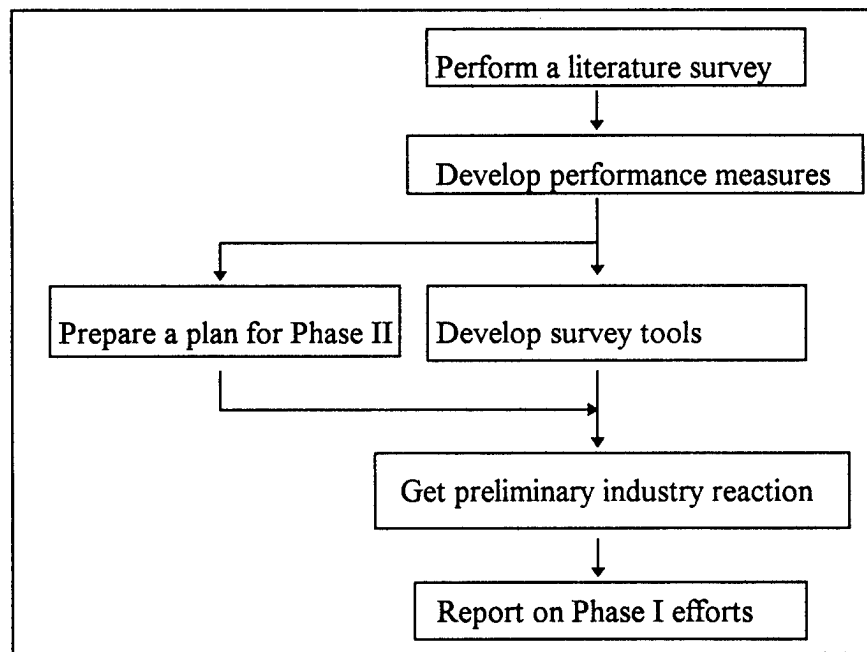 Perform a literature survey
Develop performance measures
Prepare a plan for Phase II
Develop survey tools
Get preliminary industry reaction
Report on Phase I efforts